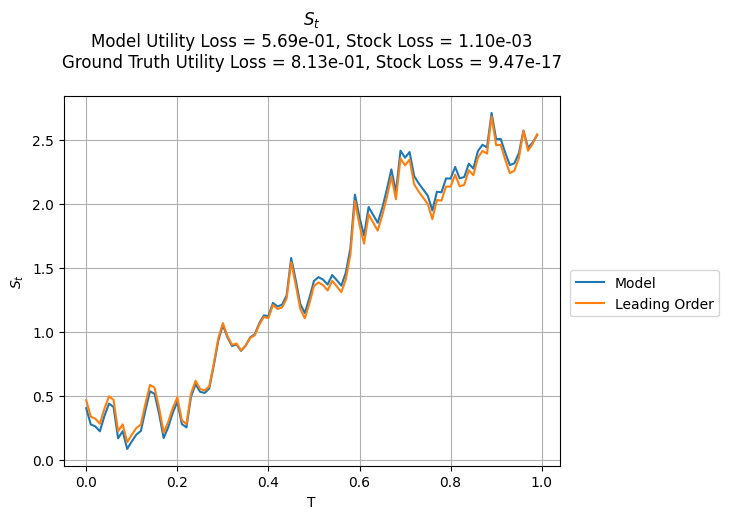 S_t
Model Utility Loss = 5.69e-01, Stock Loss = 1.10e-03
Ground Truth Utility Loss = 8.13e-01, Stock Loss = 9.47e-17
2.5
2.0
1.5
1.0
0.5
0.0
S_t
0.0 0.2 0.4 0.6 0.8 1.0
T
Model
Leading Order